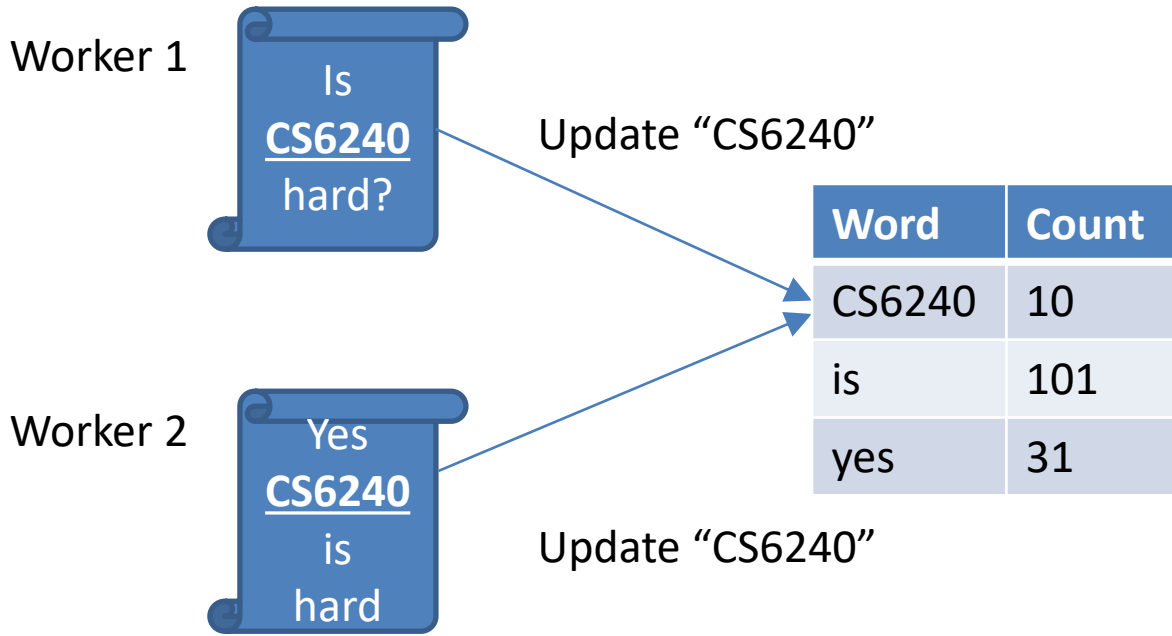 Worker 1
Is
CS6240
hard?
Update “CS6240”
Word Count
CS6240 10
is 101
yes 31
Worker 2
Yes
CS6240
is
hard
Update “CS6240”